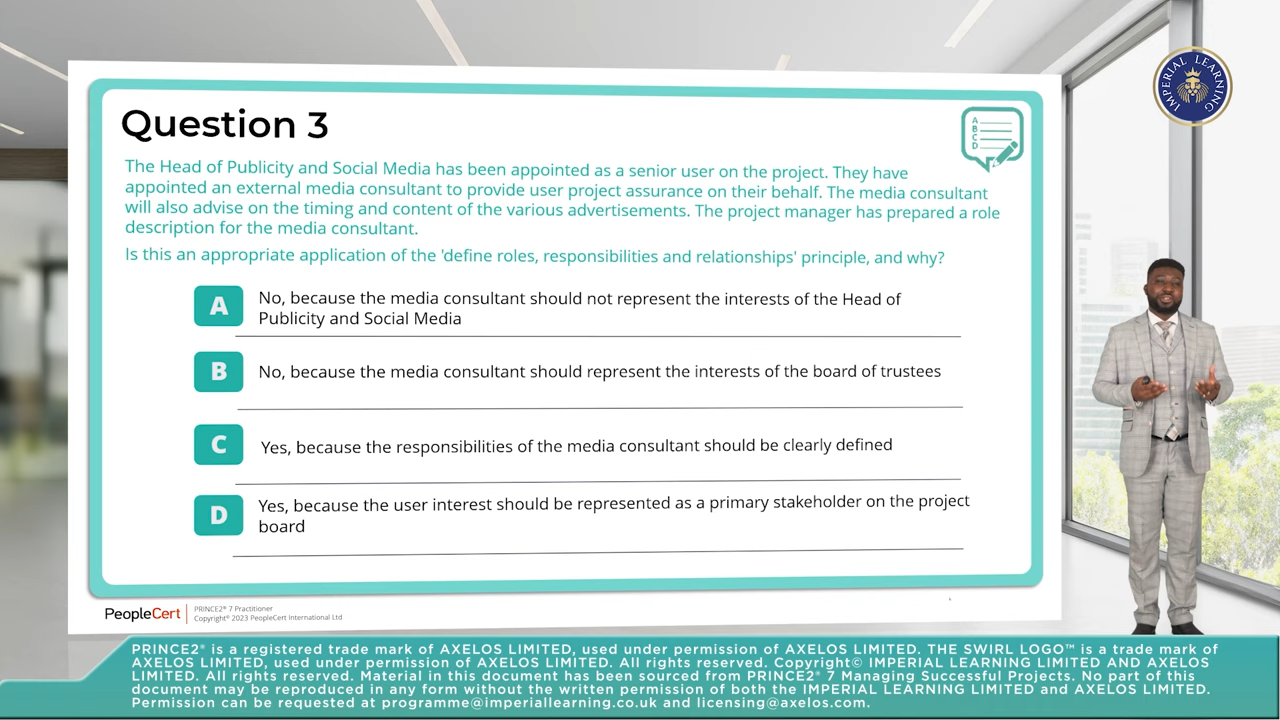 IMPERIAL LEARNING
Question 3
A
B
C
D
The Head of Publicity and Social Media has been appointed as a senior user on the project. They have
appointed an external media consultant to provide user project assurance on their behalf. The media consultant
will also advise on the timing and content of the various advertisements. The project manager has prepared a role
description for the media consultant.
Is this an appropriate application of the 'define roles, responsibilities and relationships' principle, and why?
A No, because the media consultant should not represent the interests of the Head of
Publicity and Social Media
B No, because the media consultant should represent the interests of the board of trustees
C Yes, because the responsibilities of the media consultant should be clearly defined
D Yes, because the user interest should be represented as a primary stakeholder on the project
board
PeopleCert
PRINCE2® 7 Practitioner
Copyright® 2023 PeopleCert International Ltd
PRINCE2® is a registered trade mark of AXELOS LIMITED, used under permission of AXELOS LIMITED. THE SWIRL LOGO™ is a trade mark of
AXELOS LIMITED, used under permission of AXELOS LIMITED. All rights reserved. Copyright© IMPERIAL LEARNING LIMITED AND AXELOS
LIMITED. All rights reserved. Material in this document has been sourced from PRINCE2® 7 Managing Successful Projects. No part of this
document may be reproduced in any form without the written permission of both the IMPERIAL LEARNING LIMITED and AXELOS LIMITED.
Permission can be requested at programme@imperiallearning.co.uk and licensing@axelos.com.